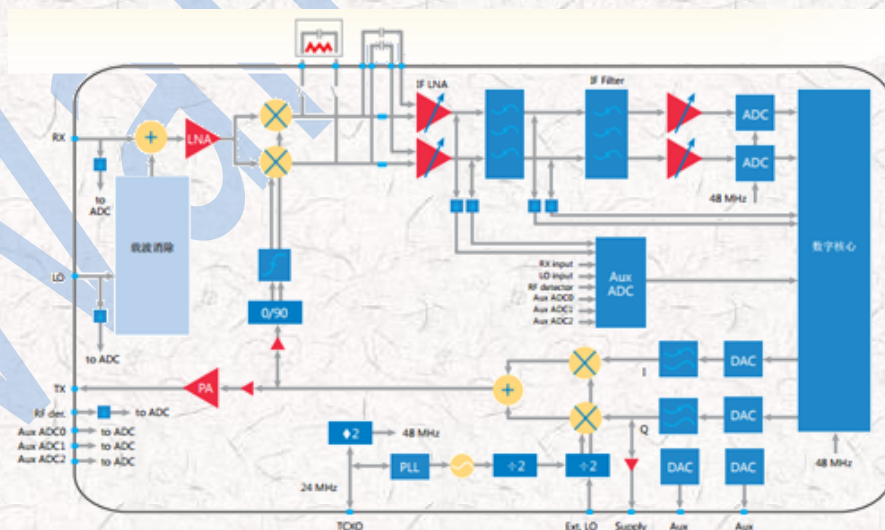 IF LNA
IF Filter
RX
LNA
ADC
ADC
to
ADC
48 MHz
载波消除
数字核心
LO
RX input
LO input
RF detector
Aux ADC0
Aux ADC1
Aux ADC2
Aux
ADC
0/90
to ADC
TX
PA
I
DAC
RF der.
to ADC
Aux ADC0
to ADC
Aux ADC1
to ADC
Aux ADC2
to ADC
Q
DAC
♦2
48 MHz
PLL
÷2
÷2
DAC
DAC
48 MHz
24 MHz
TCXO
Ext. LO
Supply
Aux
Aux